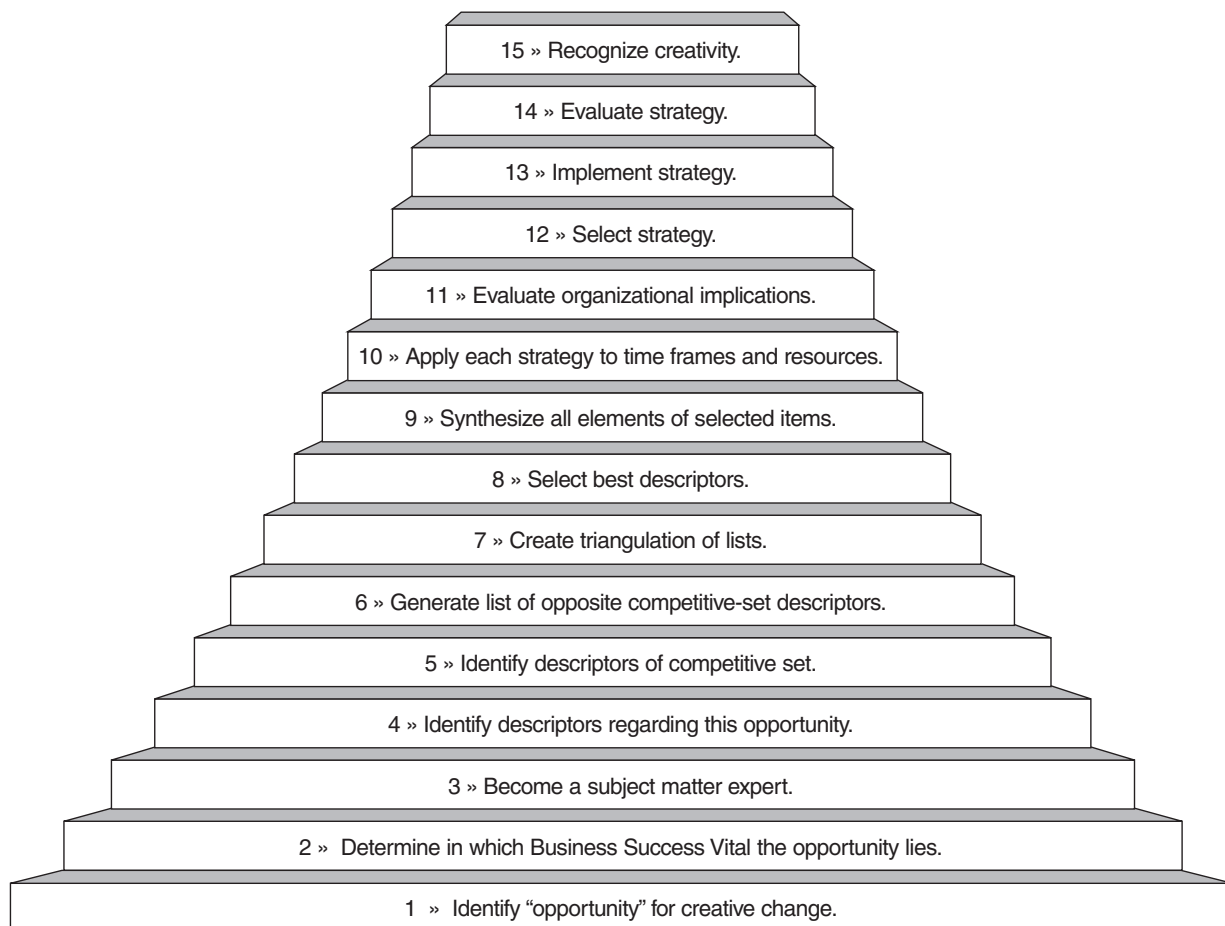 15 » Recognize creativity.
14 » Evaluate strategy.
13 » Implement strategy.
12 » Select strategy.
11 » Evaluate organizational implications.
10 » Apply each strategy to time frames and resources.
9 » Synthesize all elements of selected items.
8 » Select best descriptors.
7 » Create triangulation of lists.
6 » Generate list of opposite competitive-set descriptors.
5 » Identify descriptors of competitive set.
4 » Identify descriptors regarding this opportunity.
3 » Become a subject matter expert.
2 » Determine in which Business Success Vital the opportunity lies.
1 » Identify “opportunity” for creative change.